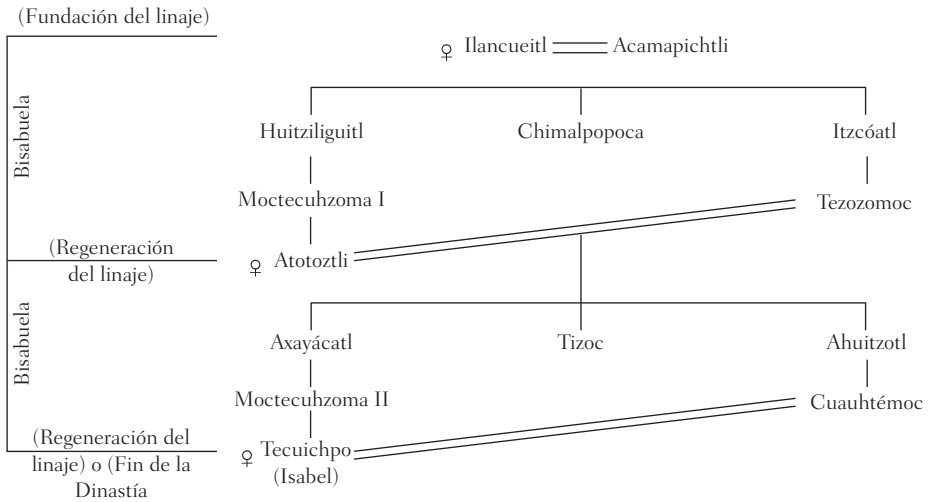 (Fundación del linaje)
♀ Ilancueitl Acamapichtli
Bisabuela
Huitziliguitl Chimalpopoca Itzcóatl
Moctecuhzoma I Tezozomoc
(Regeneración
del linaje)
♀ Atotoztli
Bisabuela
Axayácatl Tizoc Ahuitzotl
Moctecuhzoma II Cuauhtémoc
(Regeneración del
linaje) o (Fin de la
Dinastía
♀ Tecuichpo
(Isabel)